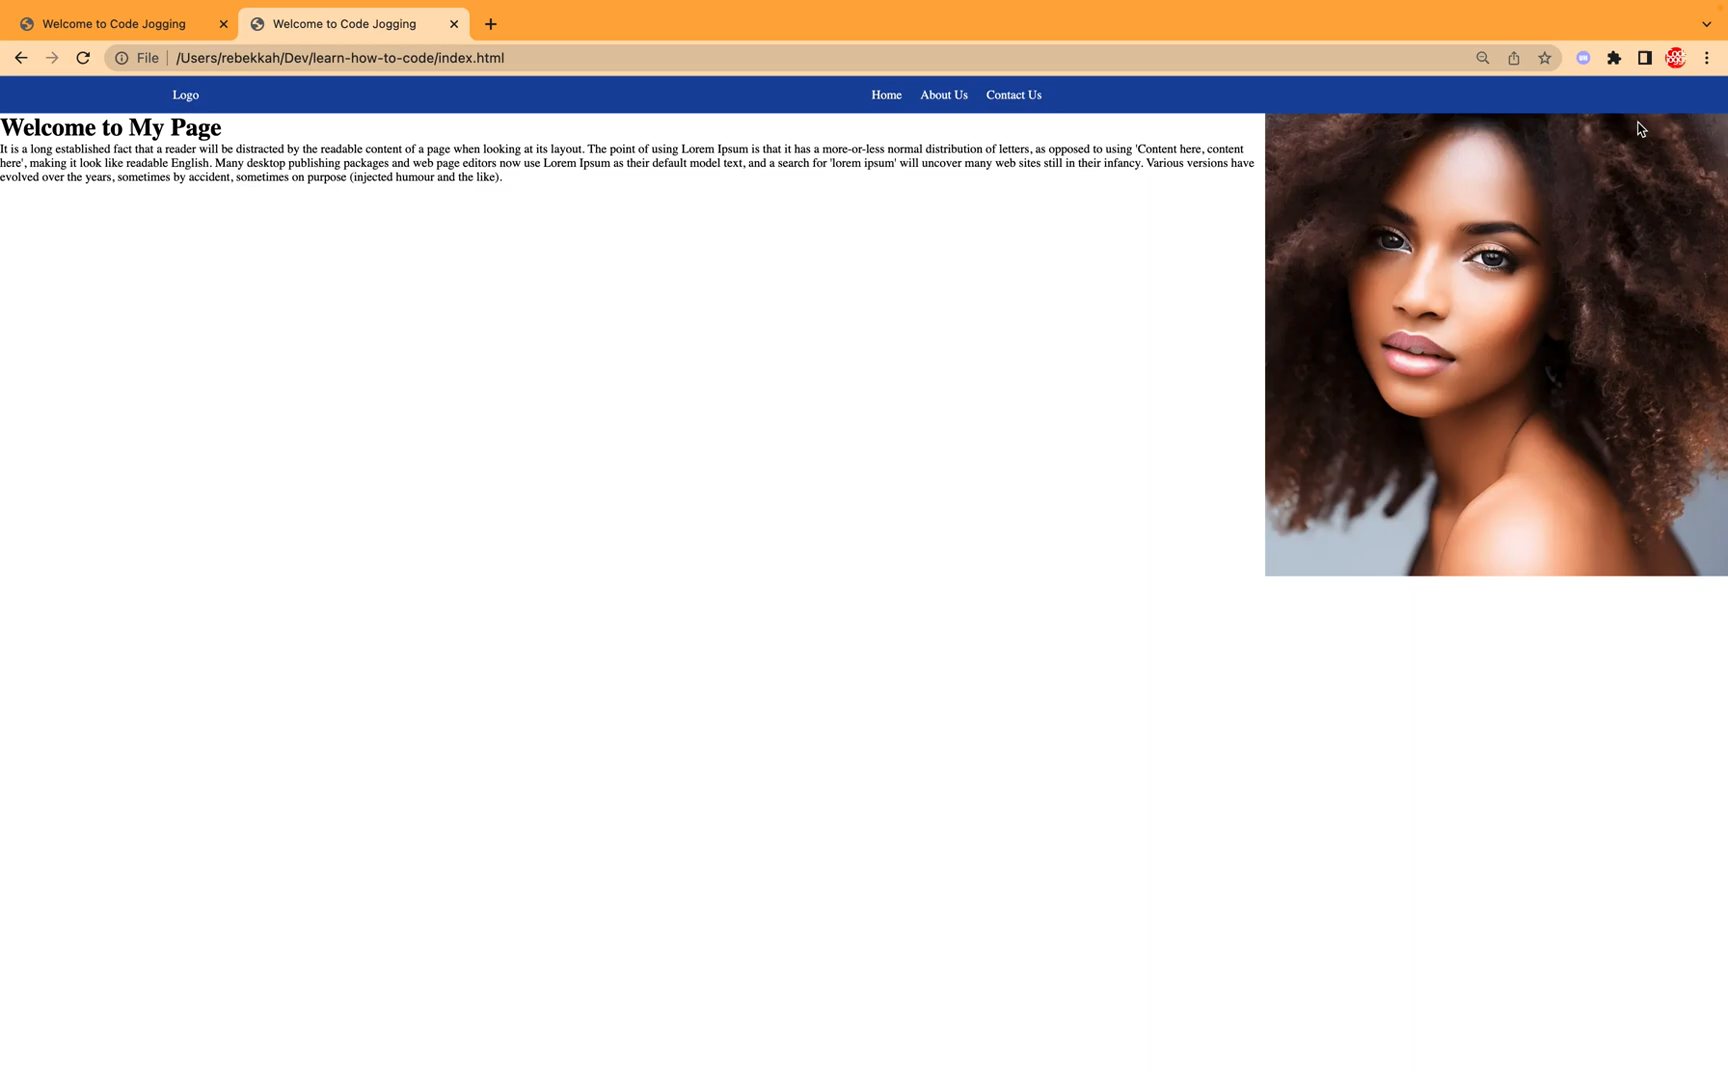 Welcome to Code Jogging
Welcome to Code Jogging
File
/Users/rebekkah/Dev/learn-how-to-code/index.html
Logo
Home
About Us
Contact Us
Welcome to My Page
It is a long established fact that a reader will be distracted by the readable content of a page when looking at its layout. The point of using Lorem Ipsum is that it has a more-or-less normal distribution of letters, as opposed to using 'Content here, content
here', making it look like readable English. Many desktop publishing packages and web page editors now use Lorem Ipsum as their default model text, and a search for 'lorem ipsum' will uncover many web sites still in their infancy. Various versions have
evolved over the years, sometimes by accident, sometimes on purpose (injected humour and the like).